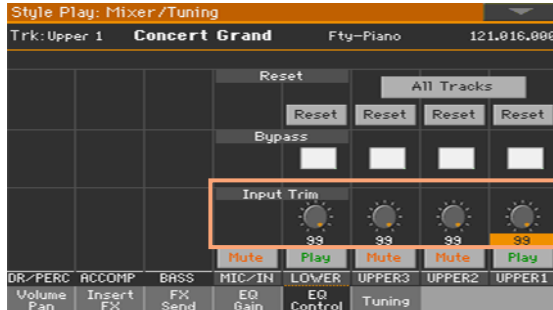 Style Play: Mixer/Tuning
Trk:Upper 1 Concert Grand Fty-Piano 121.016.000
Reset All Tracks
Reset Reset Reset Reset
Bypass
Input Trim
99 99 99 99
Mute Play Mute Mute Play
DR/PERC ACCOMP BASS MIC/IN LOWER UPPER3 UPPER2 UPPER1
Volume Pan Insert FX FX Send EQ Gain EQ Control Tuning